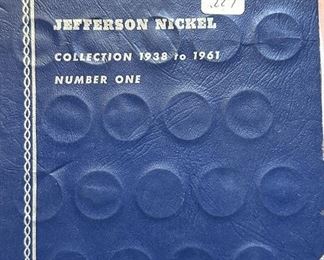 JEFFERSON NICKEL
COLLECTION 1938 to 1961
NUMBER ONE